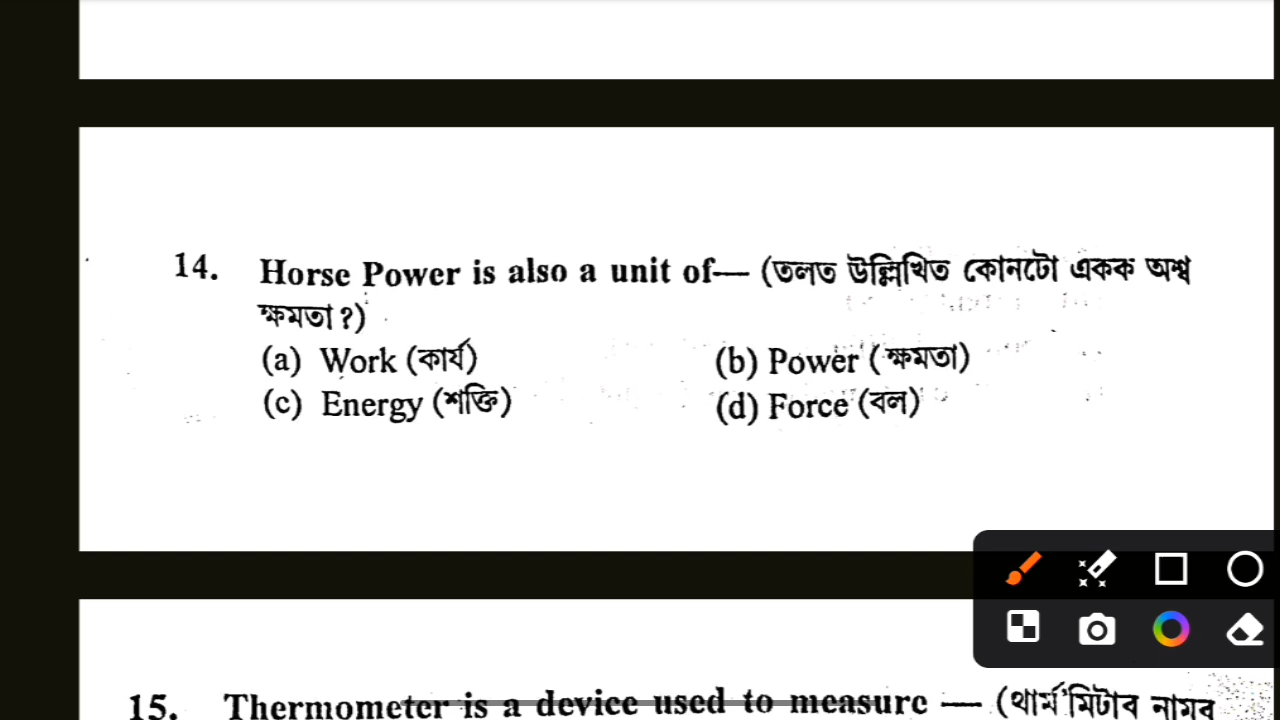 14. Horse Power is also a unit of— (তলত উল্লিখিত কোনটো একক অশ্ব
ক্ষমতা ?)
(a) Work (কাৰ্য) (b) Power (ক্ষমতা)
(c) Energy (শক্তি) (d) Force (বল)
15. Thermometer is a device used to measure — (থাৰ্মমিটাৰ নামৰ